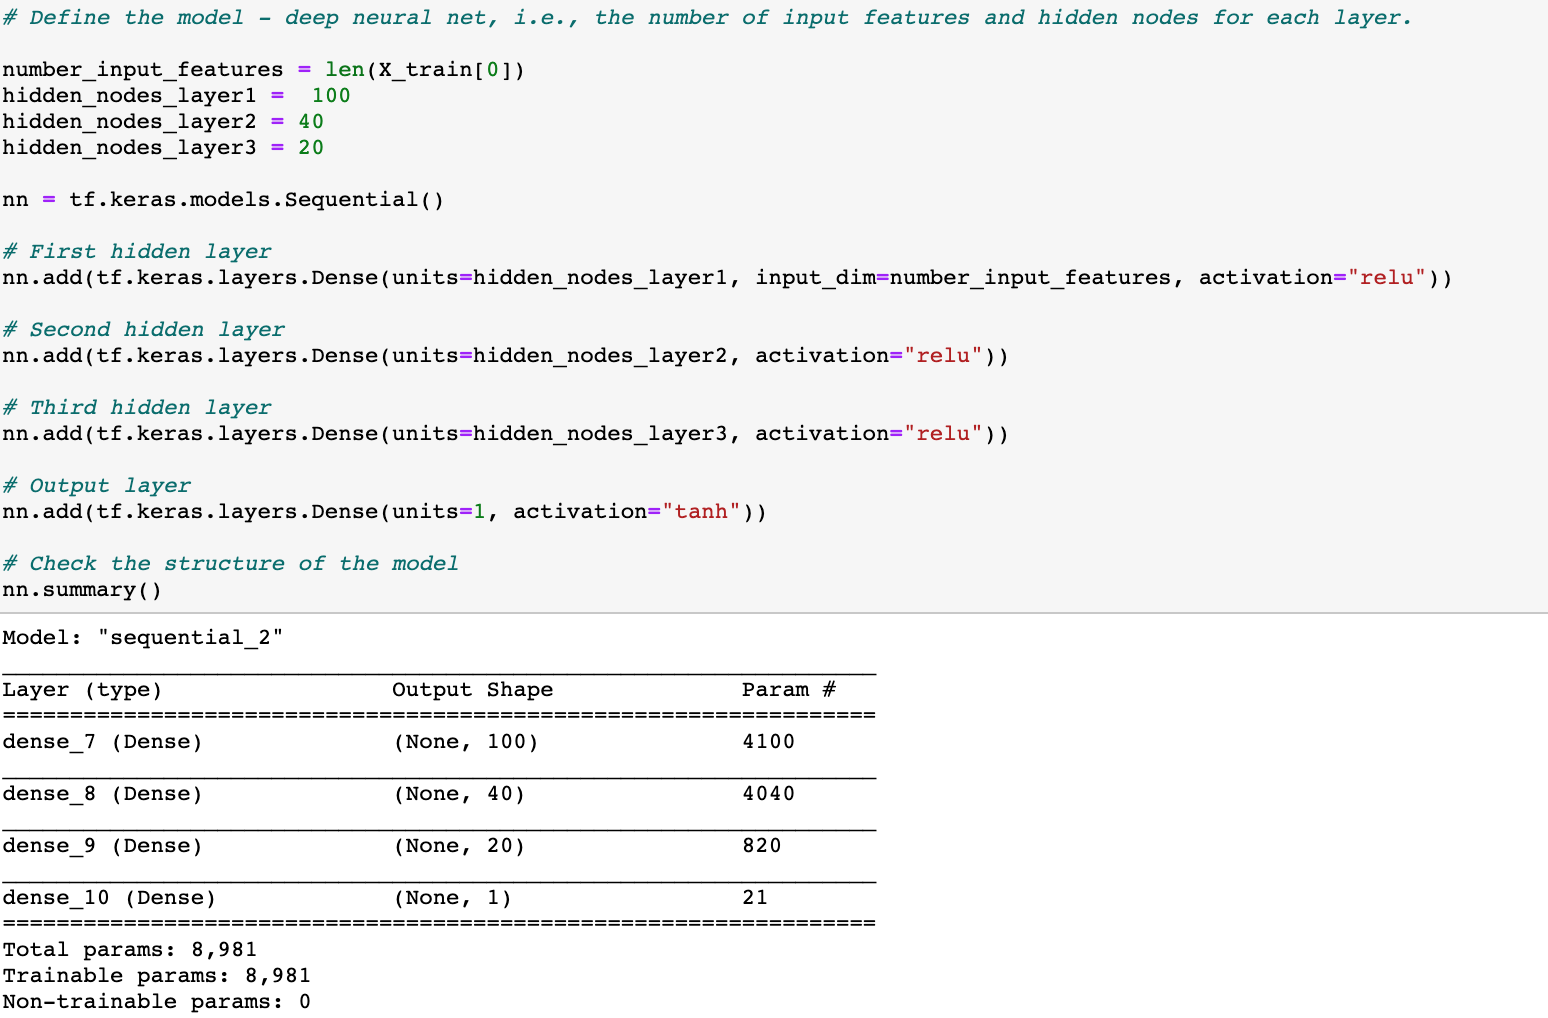 # Define the model - deep neural net, i.e., the number of input features and hidden nodes for each layer.
number_input_features = len(X_train[0])
hidden_nodes_layer1 =  100
hidden_nodes_layer2 = 40
hidden_nodes_layer3 = 20
nn = tf.keras.models.Sequential()
# First hidden layer
nn.add(tf.keras.layers.Dense(units=hidden_nodes_layer1, input_dim=number_input_features, activation="relu"))
# Second hidden layer
nn.add(tf.keras.layers.Dense(units=hidden_nodes_layer2, activation="relu"))
# Third hidden layer
nn.add(tf.keras.layers.Dense(units=hidden_nodes_layer3, activation="relu"))
# Output layer
nn.add(tf.keras.layers.Dense(units=1, activation="tanh"))
# Check the structure of the model
nn.summary()
Model: "sequential_2"
_________________________________________________________________
Layer (type)                 Output Shape              Param #
=================================================================
dense_7 (Dense)              (None, 100)               4100
_________________________________________________________________
dense_8 (Dense)              (None, 40)                4040
_________________________________________________________________
dense_9 (Dense)              (None, 20)                820
_________________________________________________________________
dense_10 (Dense)             (None, 1)                 21
=================================================================
Total params: 8,981
Trainable params: 8,981
Non-trainable params: 0